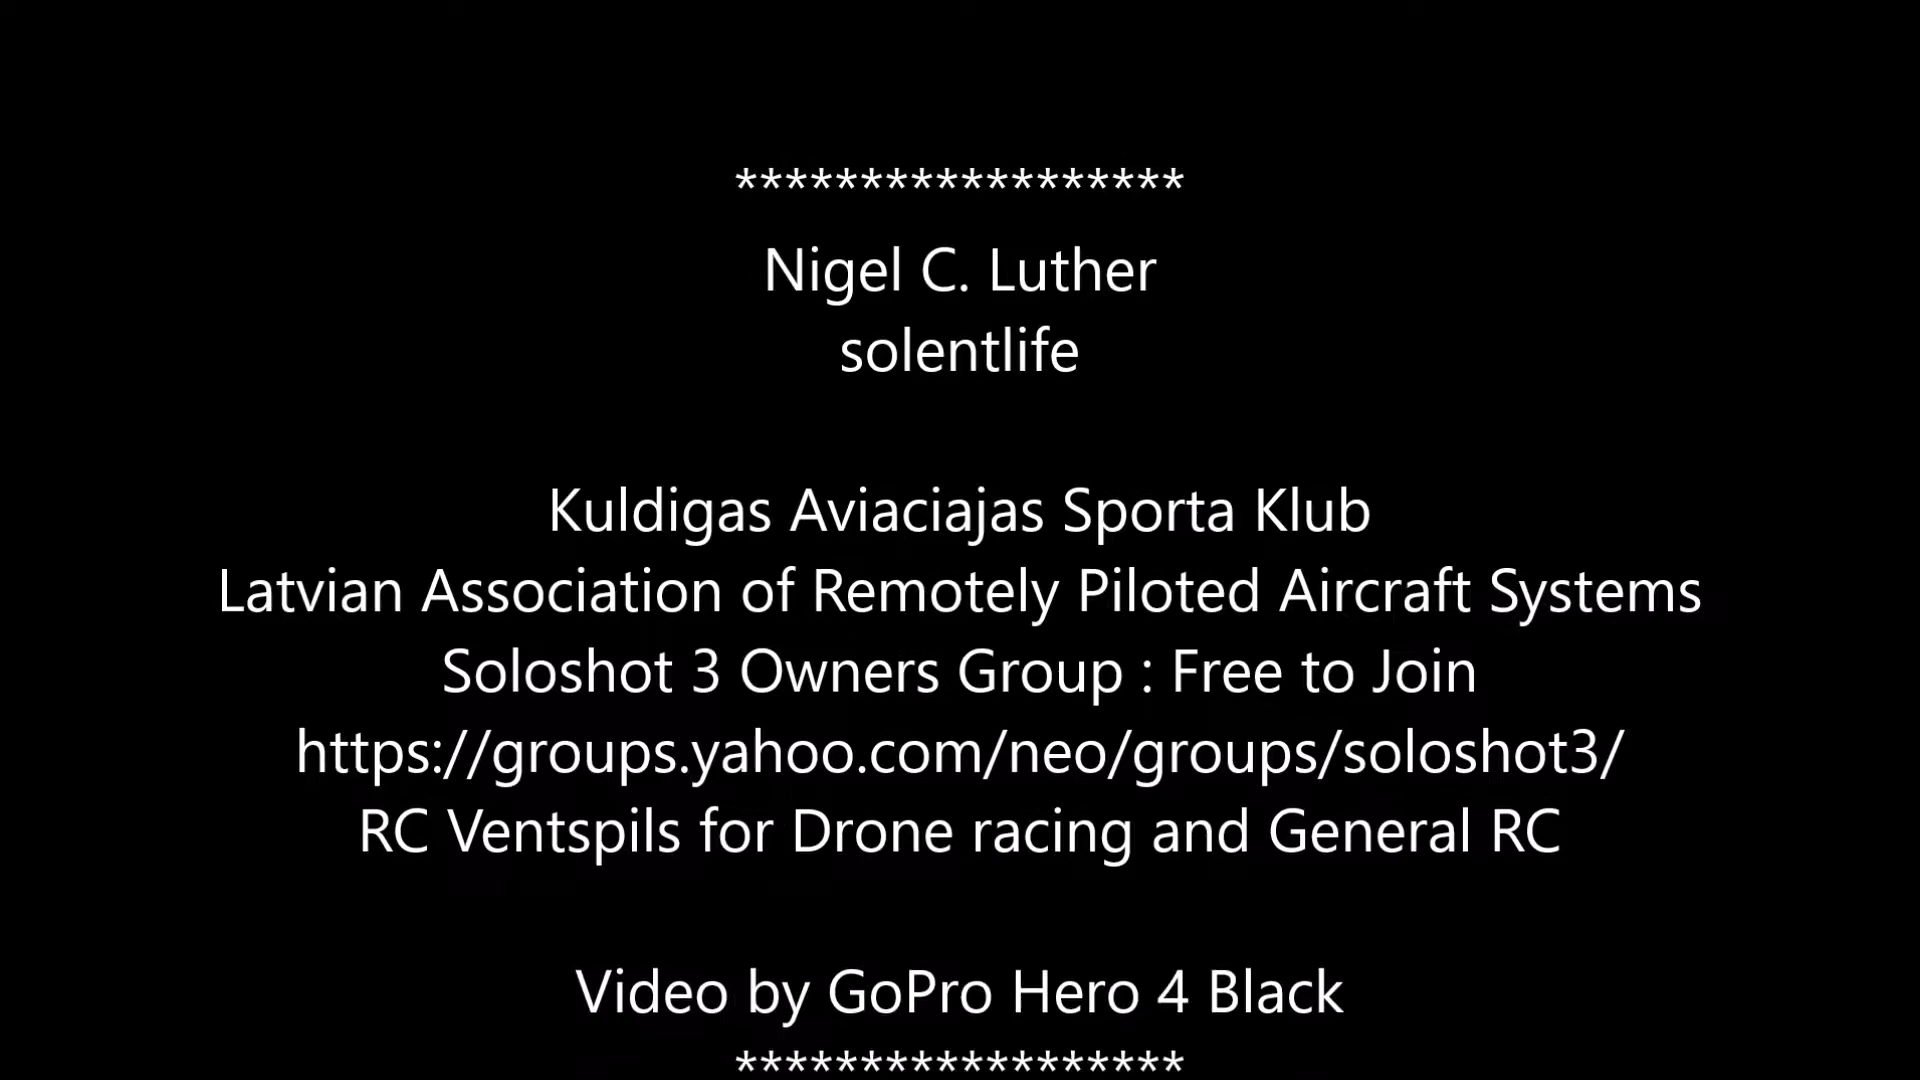 ******************
Nigel C. Luther
solentlife
Kuldigas Aviaciajas Sporta Klub
Latvian Association of Remotely Piloted Aircraft Systems
Soloshot 3 Owners Group : Free to Join
https://groups.yahoo.com/neo/groups/soloshot3/
RC Ventspils for Drone racing and General RC
Video by GoPro Hero 4 Black
******************